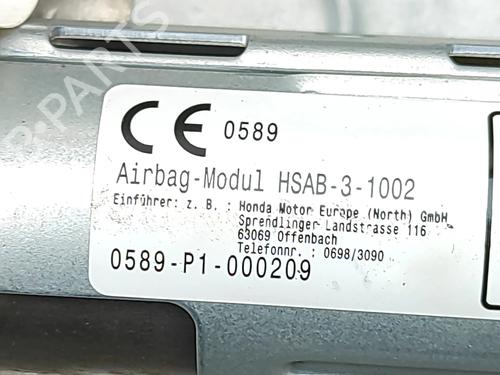 CE 0589
Airbag-Modul HSAB-3-1002
Einführer: z. B. : Honda Motor Europe (North) GmbH
Sprendlinger Landstrasse 116
63069 Offenbach
Telefonnr. : 0698/3090
0589-P1-000209